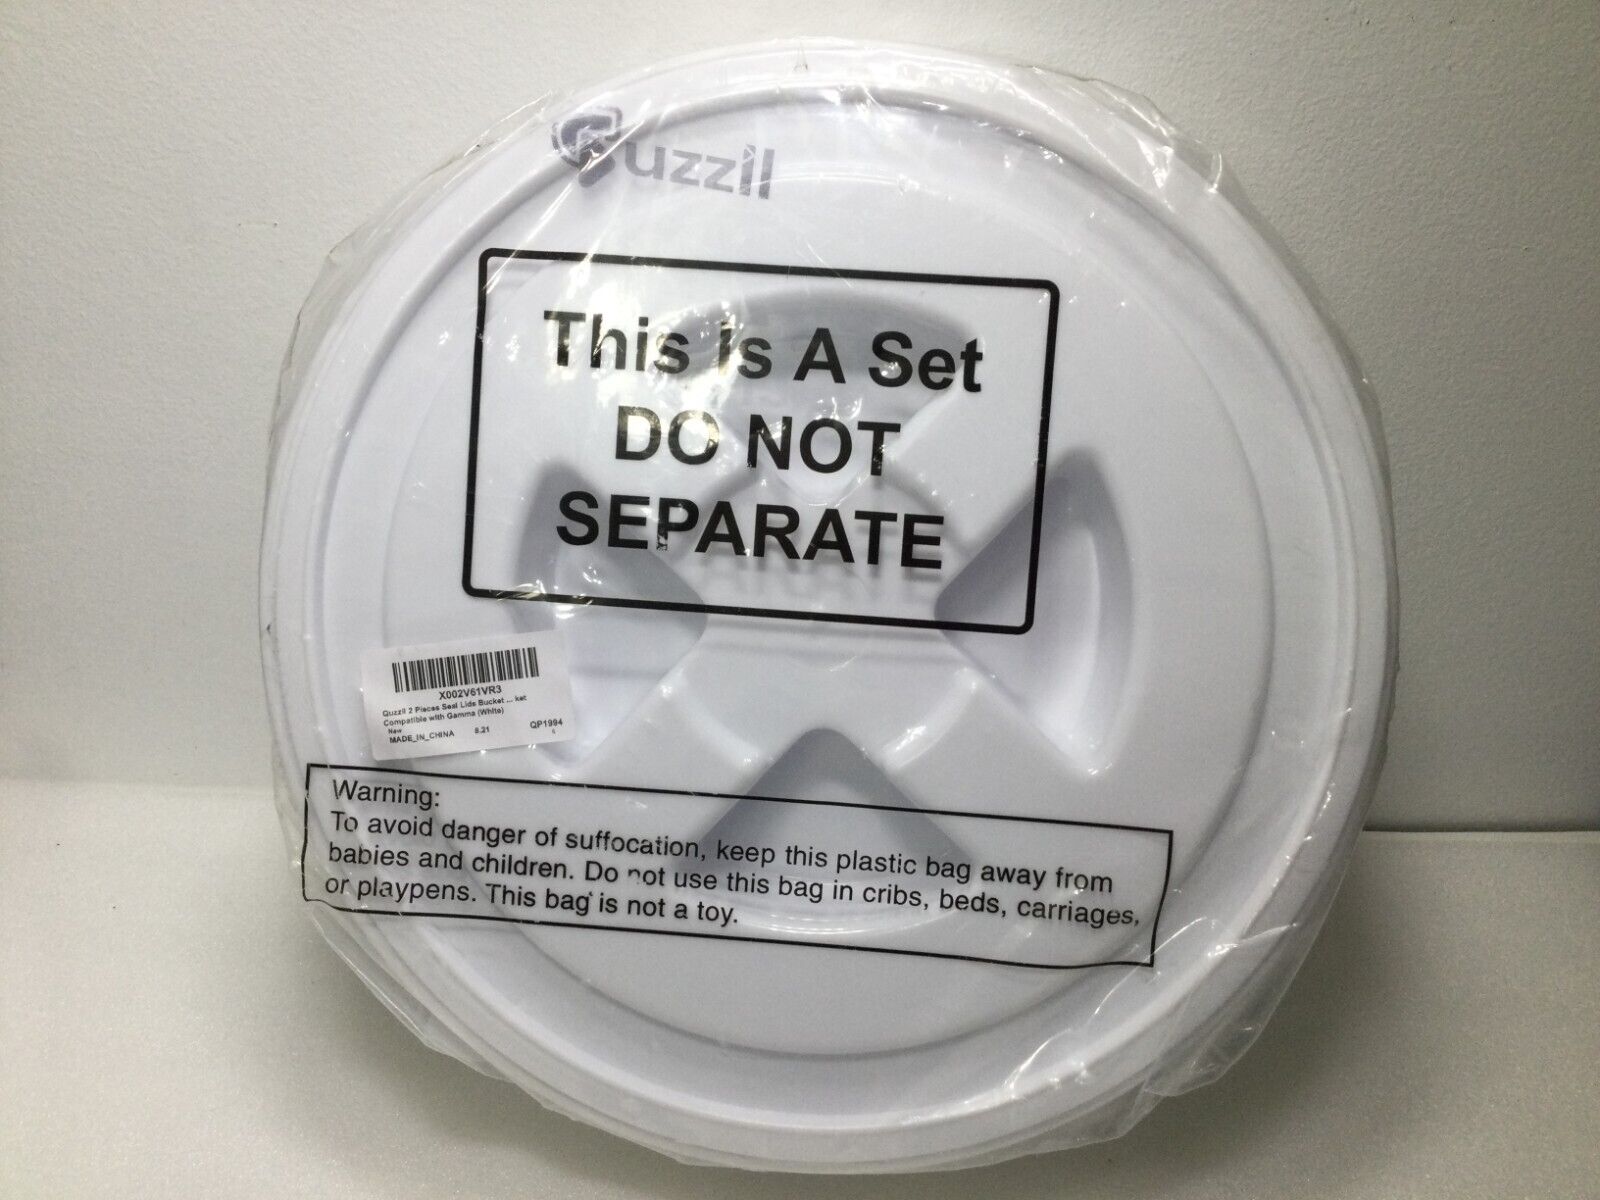 Quzzil
This Is A Set
DO NOT
SEPARATE
X002V61VR3
Quzzil 2 Pieces Seal Lids Bucket ... ket
Compatible with Gamma (White)
New
MADE_IN_CHINA 8.21 QP1994
Warning:
To avoid danger of suffocation, keep this plastic bag away from
babies and children. Do not use this bag in cribs, beds, carriages,
or playpens. This bag is not a toy.